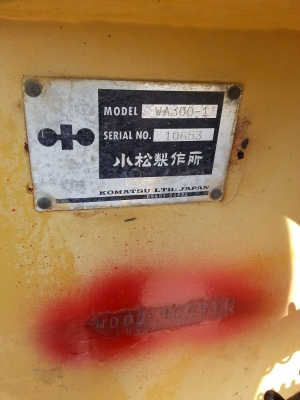 MODEL WA300-1
SERIAL NO. 10653
小松製作所
KOMATSU LTD. JAPAN